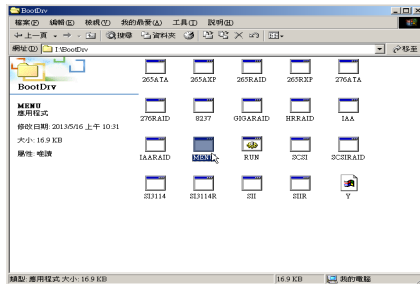 BootDrv
檔案(F) 編輯(E) 檢視(V) 我的最愛(A) 工具(T) 說明(H)
上一頁 搜尋 資料夾
網址(D) I:\BootDrv 移至
BootDrv
MENU
應用程式
修改日期: 2013/5/16 上午 10:31
大小: 16.9 KB
屬性: 唯讀
265ATA 265AXP 265RAID 265RXP 276ATA
276RAID 8237 GIGARAID HRRAID IAA
IAARAID MENU RUN SCSI SCSIRAID
SI3114 SI3114R SII SIIR Y
類型: 應用程式 大小: 16.9 KB 16.9 KB 我的電腦